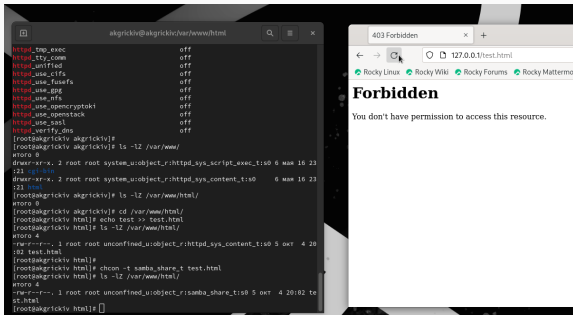 akgrickiv@akgrickiv:/var/www/html
httpd_tmp_exec off
httpd_tty_comm off
httpd_unified off
httpd_use_cifs off
httpd_use_fusefs off
httpd_use_gpg off
httpd_use_nfs off
httpd_use_opencryptoki off
httpd_use_openstack off
httpd_use_sasl off
httpd_verify_dns off
[root@akgrickiv akgrickiv]#
[root@akgrickiv akgrickiv]# ls -lZ /var/www/
итого 0
drwxr-xr-x. 2 root root system_u:object_r:httpd_sys_script_exec_t:s0 6 мая 16 23
:21 cgi-bin
drwxr-xr-x. 2 root root system_u:object_r:httpd_sys_content_t:s0 6 мая 16 23
:21 html
[root@akgrickiv akgrickiv]# ls -lZ /var/www/html/
итого 0
[root@akgrickiv akgrickiv]# cd /var/www/html/
[root@akgrickiv html]# echo test >> test.html
[root@akgrickiv html]# ls -lZ /var/www/html/
итого 4
-rw-r--r--. 1 root root unconfined_u:object_r:httpd_sys_content_t:s0 5 окт 4 20
:02 test.html
[root@akgrickiv html]#
[root@akgrickiv html]# chcon -t samba_share_t test.html
[root@akgrickiv html]# ls -lZ /var/www/html/
итого 4
-rw-r--r--. 1 root root unconfined_u:object_r:samba_share_t:s0 5 окт 4 20:02 te
st.html
[root@akgrickiv html]#
403 Forbidden
127.0.0.1/test.html
Rocky Linux Rocky Wiki Rocky Forums Rocky Mattermo
Forbidden
You don't have permission to access this resource.